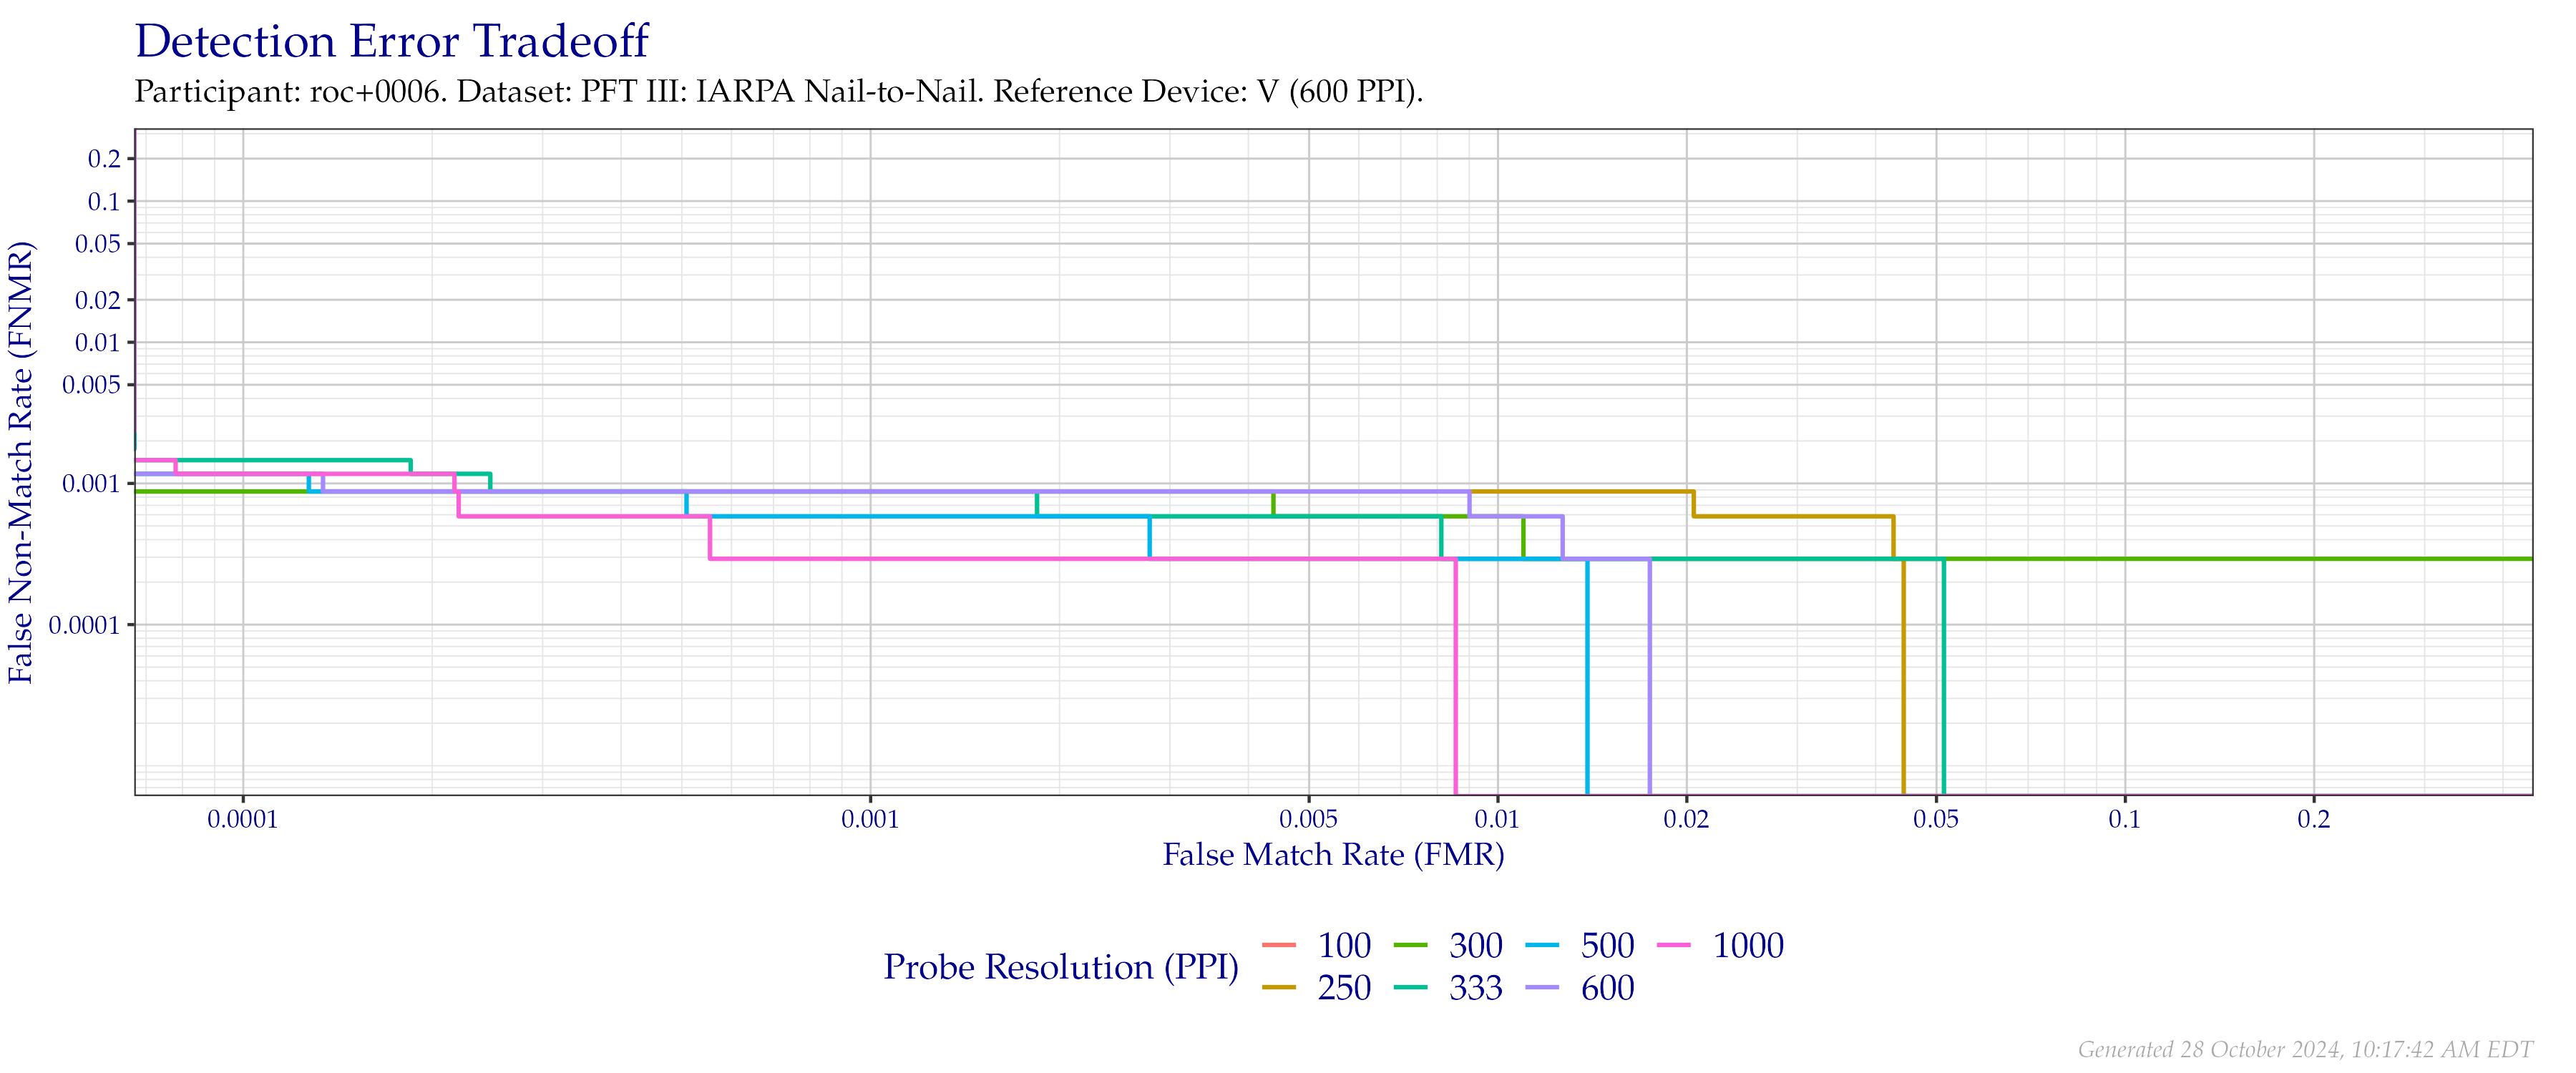 Detection Error Tradeoff
Participant: roc+0006. Dataset: PFT III: IARPA Nail-to-Nail. Reference Device: V (600 PPI).
False Non-Match Rate (FNMR)
0.2
0.1
0.05
0.02
0.01
0.005
0.001
0.0001
0.0001 0.001 0.005 0.01 0.02 0.05 0.1 0.2
False Match Rate (FMR)
Probe Resolution (PPI)
100 300 500 1000
250 333 600
Generated 28 October 2024, 10:17:42 AM EDT